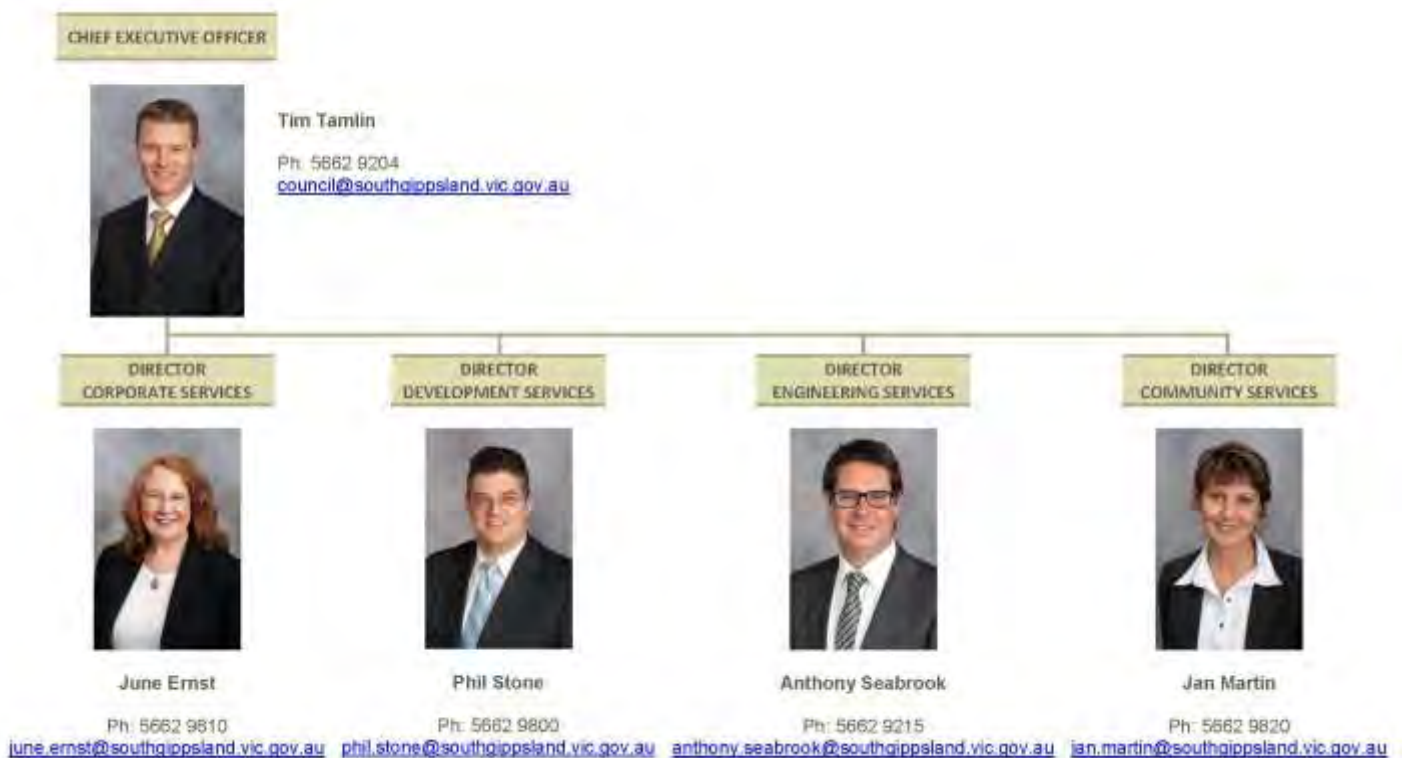 CHIEF EXECUTIVE OFFICER
Tim Tamlin
Ph: 5662 9204
council@southgippsland.vic.gov.au
DIRECTOR
CORPORATE SERVICES
DIRECTOR
DEVELOPMENT SERVICES
DIRECTOR
ENGINEERING SERVICES
DIRECTOR
COMMUNITY SERVICES
June Ernst
Ph: 5662 9810
june.ernst@southgippsland.vic.gov.au
Phil Stone
Ph: 5662 9800
phil.stone@southgippsland.vic.gov.au
Anthony Seabrook
Ph: 5662 9215
anthony.seabrook@southgippsland.vic.gov.au
Jan Martin
Ph: 5662 9820
jan.martin@southgippsland.vic.gov.au